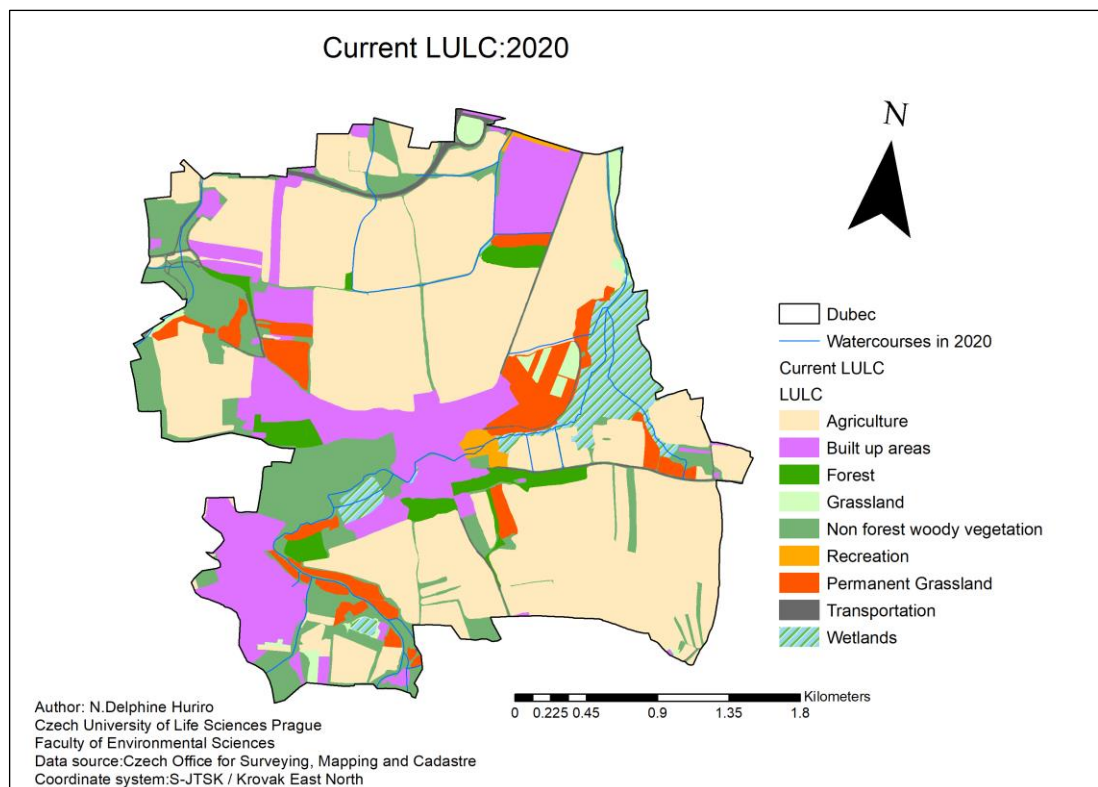 Current LULC:2020
N
Dubec
Watercourses in 2020
Current LULC
LULC
Agriculture
Built up areas
Forest
Grassland
Non forest woody vegetation
Recreation
Permanent Grassland
Transportation
Wetlands
Kilometers
0 0.225 0.45 0.9 1.35 1.8
Author: N.Delphine Huriro
Czech University of Life Sciences Prague
Faculty of Environmental Sciences
Data source:Czech Office for Surveying, Mapping and Cadastre
Coordinate system:S-JTSK / Krovak East North